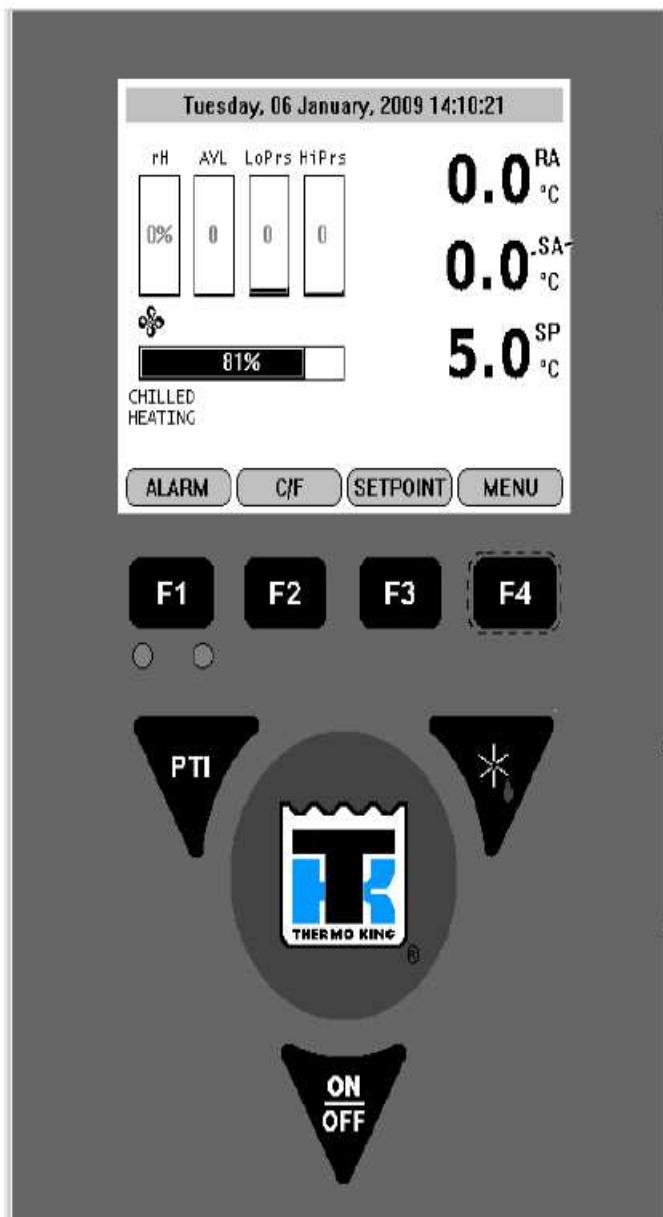 Tuesday, 06 January, 2009 14:10:21
rH AVL LoPrs HiPrs
0% 0 0 0
0.0 RA °C
0.0 SA °C
81%
5.0 SP °C
CHILLED
HEATING
ALARM C/F SETPOINT MENU
F1 F2 F3 F4
PTI
THERMO KING
®
ON
OFF